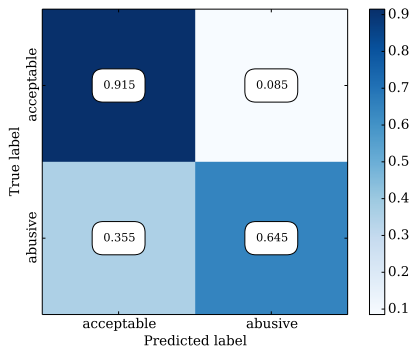 True label
acceptable
abusive
0.915
0.085
0.355
0.645
acceptable
abusive
Predicted label
0.9
0.8
0.7
0.6
0.5
0.4
0.3
0.2
0.1